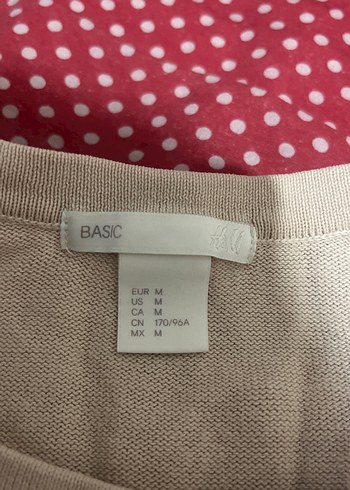 BASIC H&M
EUR M
US M
CA M
CN 170/96A
MX M